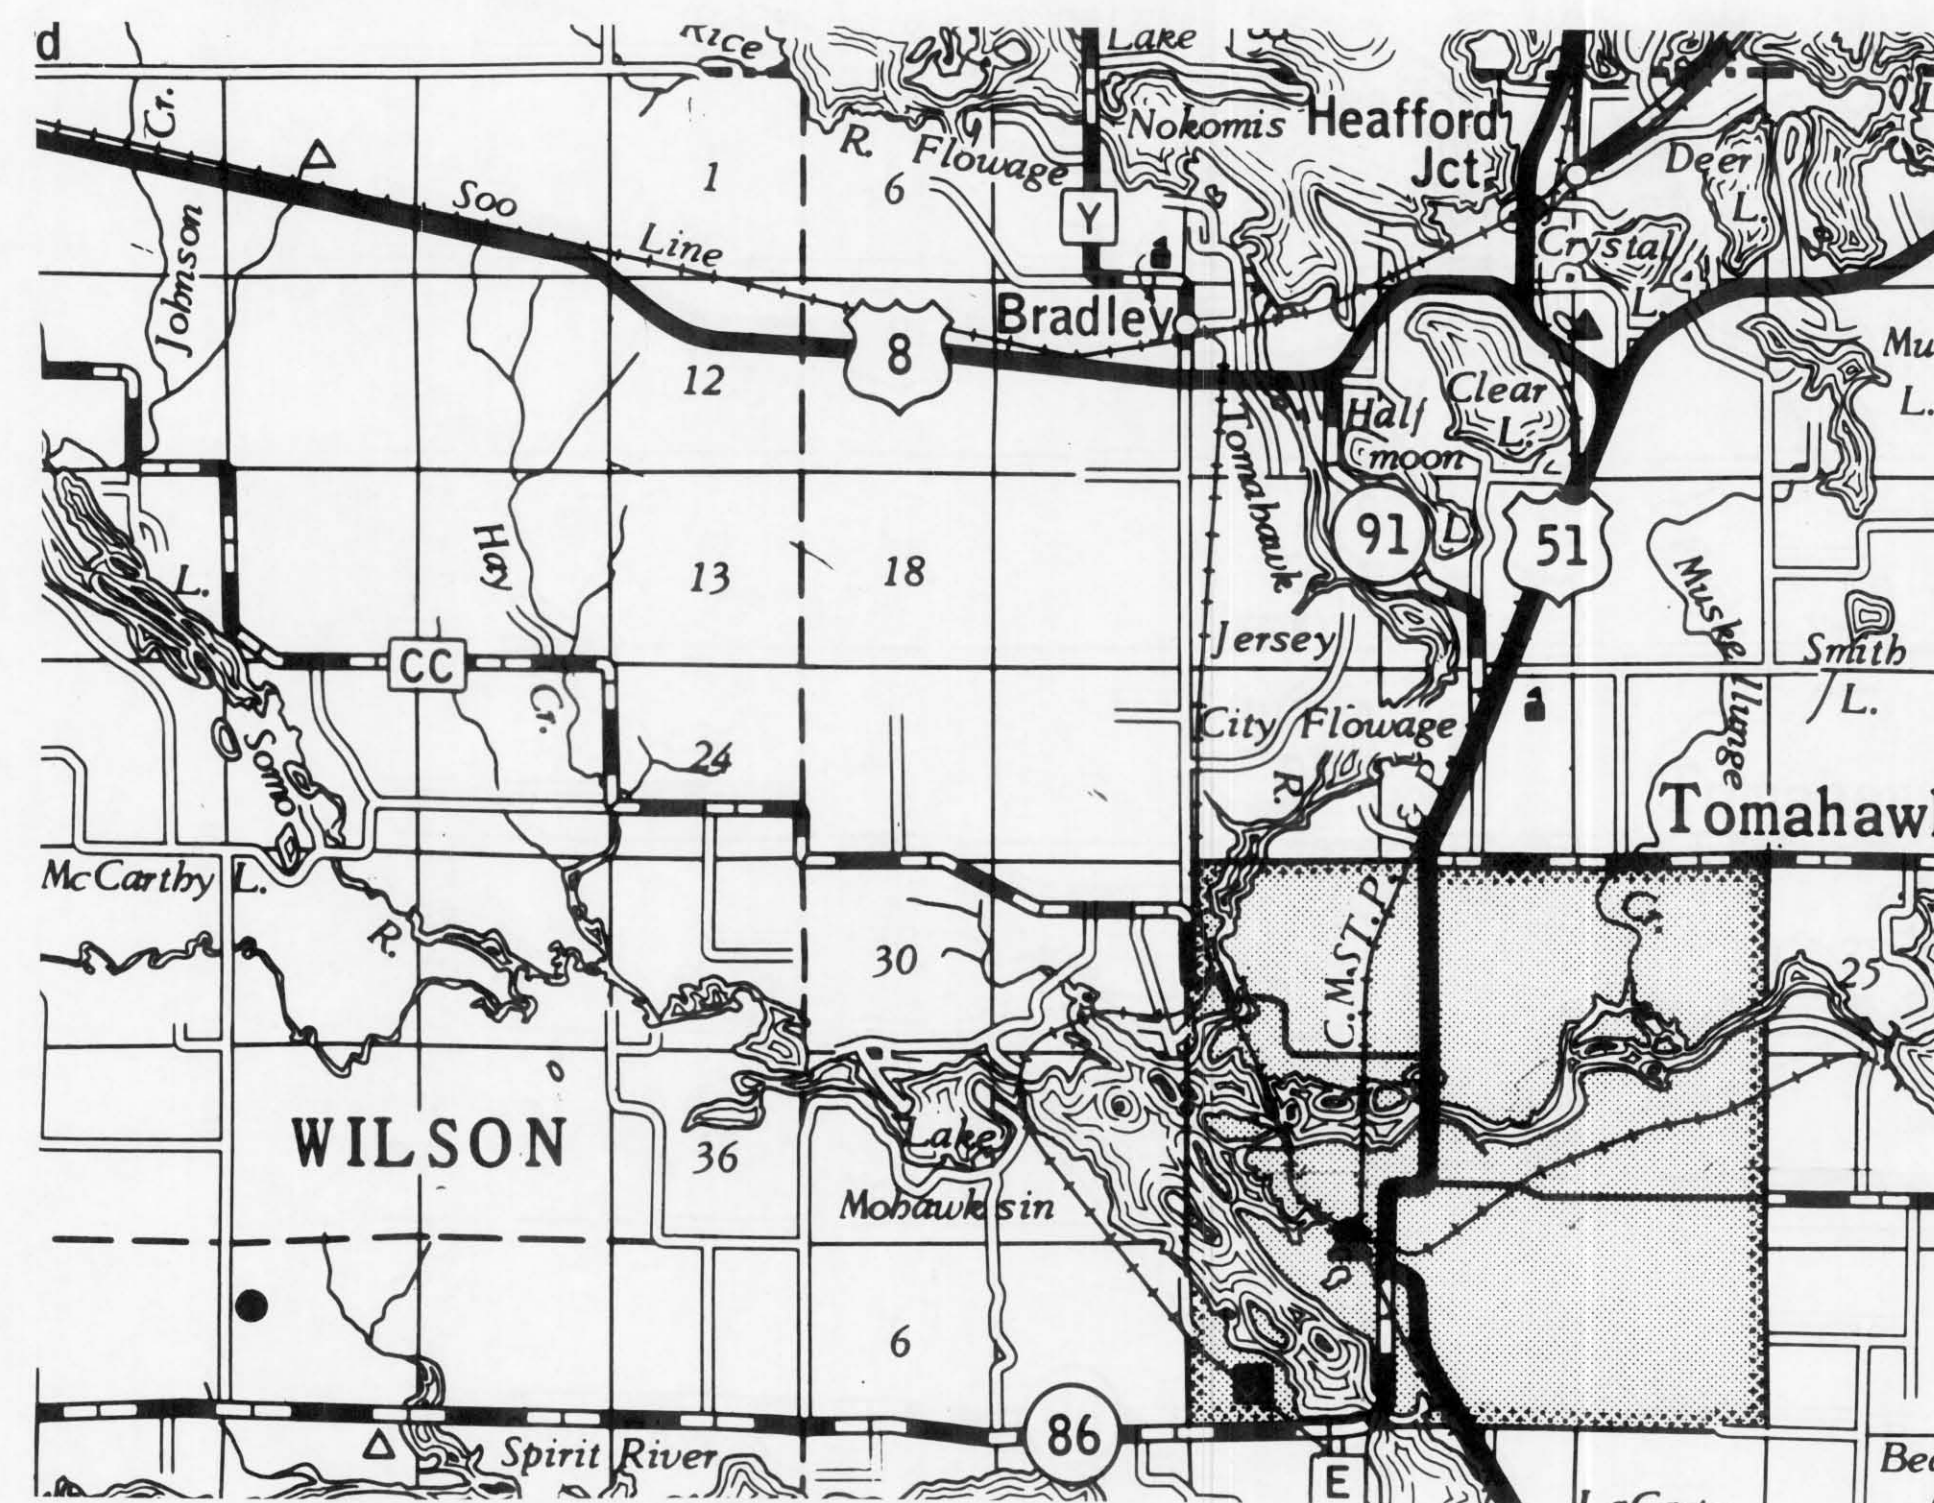 d
Rice
Lake
Cr.
Nokomis
Heafford
Jct.
R. Flowage
Deer
L.
1
6
Soo
Line
Y
Johnson
Crystal
L.
4
Bradley
8
12
Mu
L.
Clear
L.
Half
moon
L.
Tomahawk
91
51
Hay
13
18
L.
Muskellunge
Jersey
Smith
L.
CC
Cr.
City Flowage
24
Somo
R.
Tomahawk
McCarthy L.
C.M.ST.P.
Cr.
R.
30
25
WILSON
36
Lake
Mohawksin
6
86
Spirit River
E
Bea